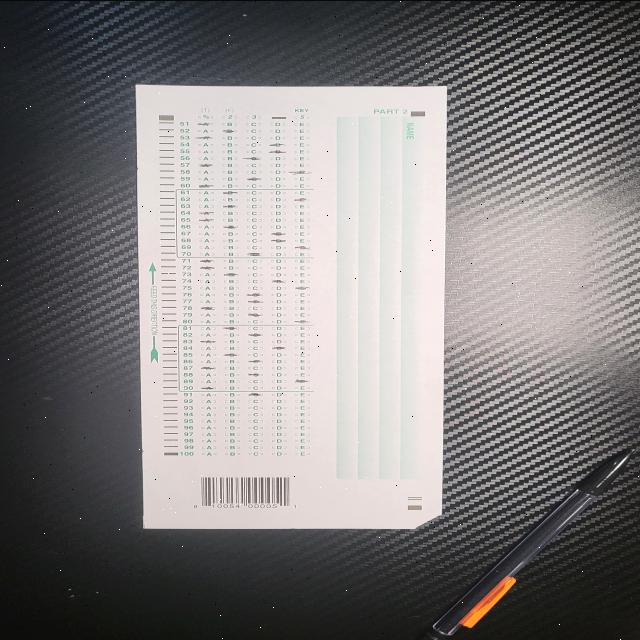 KEY
PART 2
NAME
51 A B C D E
52 A B C D E
53 A B C D E
54 A B C D E
55 A B C D E
56 A B C D E
57 A B C D E
58 A B C D E
59 A B C D E
60 A B C D E
61 A B C D E
62 A B C D E
63 A B C D E
64 A B C D E
65 A B C D E
66 A B C D E
67 A B C D E
68 A B C D E
69 A B C D E
70 A B C D E
71 A B C D E
72 A B C D E
73 A B C D E
74 A B C D E
75 A B C D E
76 A B C D E
77 A B C D E
78 A B C D E
79 A B C D E
80 A B C D E
81 A B C D E
82 A B C D E
83 A B C D E
84 A B C D E
85 A B C D E
86 A B C D E
87 A B C D E
88 A B C D E
89 A B C D E
90 A B C D E
91 A B C D E
92 A B C D E
93 A B C D E
94 A B C D E
95 A B C D E
96 A B C D E
97 A B C D E
98 A B C D E
99 A B C D E
100 A B C D E
FEED THIS DIRECTION
0 10054 00005 1